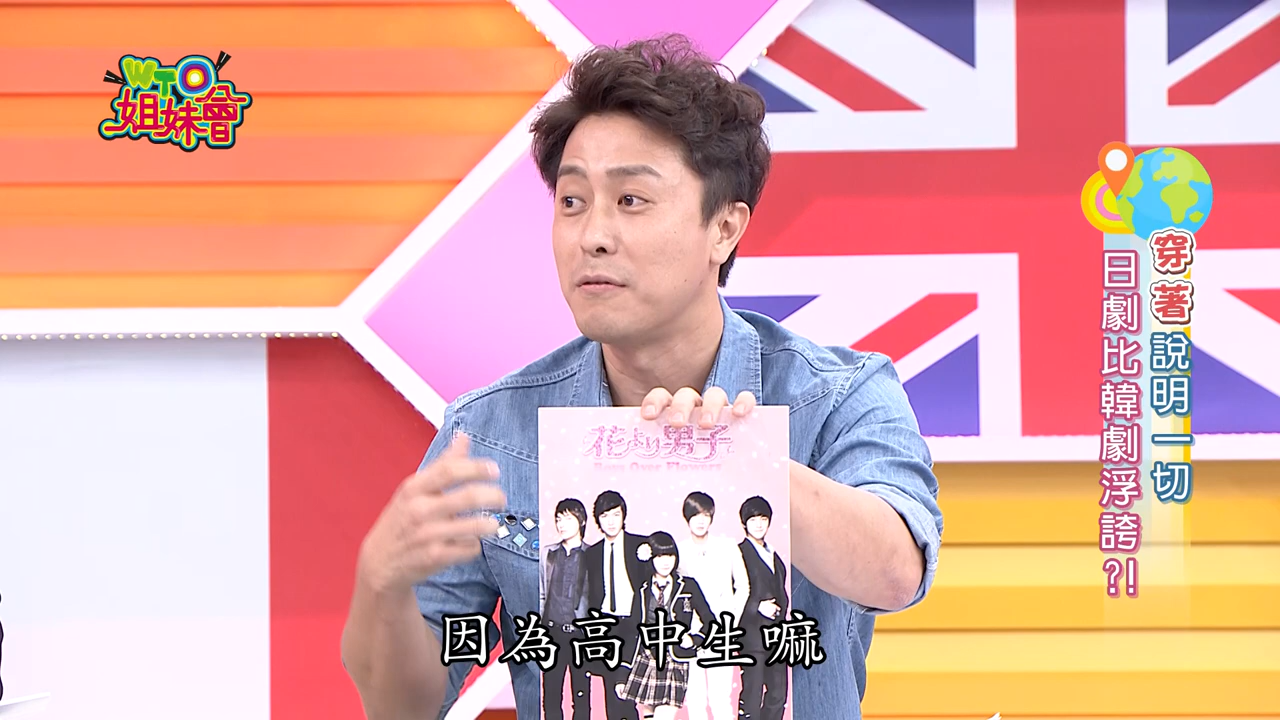 WTO
姐妹會
穿著說明一切
日劇比韓劇浮誇?!
花より男子
Boys Over Flowers
因為高中生嘛